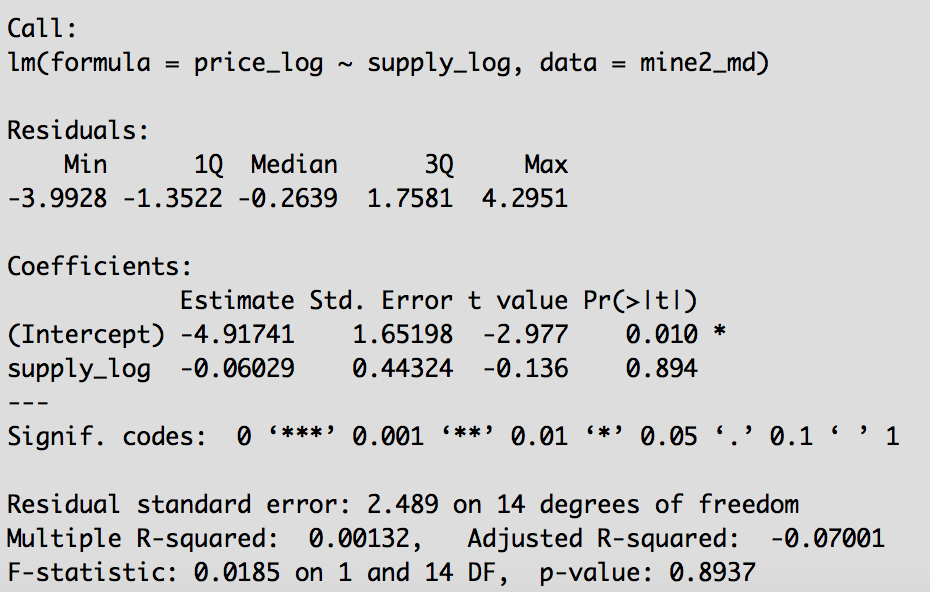 Call:
lm(formula = price_log ~ supply_log, data = mine2_md)
Residuals:
    Min      1Q  Median      3Q     Max
-3.9928 -1.3522 -0.2639  1.7581  4.2951
Coefficients:
            Estimate Std. Error t value Pr(>|t|)
(Intercept) -4.91741    1.65198  -2.977    0.010 *
supply_log  -0.06029    0.44324  -0.136    0.894
---
Signif. codes:  0 ‘***’ 0.001 ‘**’ 0.01 ‘*’ 0.05 ‘.’ 0.1 ‘ ’ 1
Residual standard error: 2.489 on 14 degrees of freedom
Multiple R-squared:  0.00132,   Adjusted R-squared:  -0.07001
F-statistic: 0.0185 on 1 and 14 DF,  p-value: 0.8937